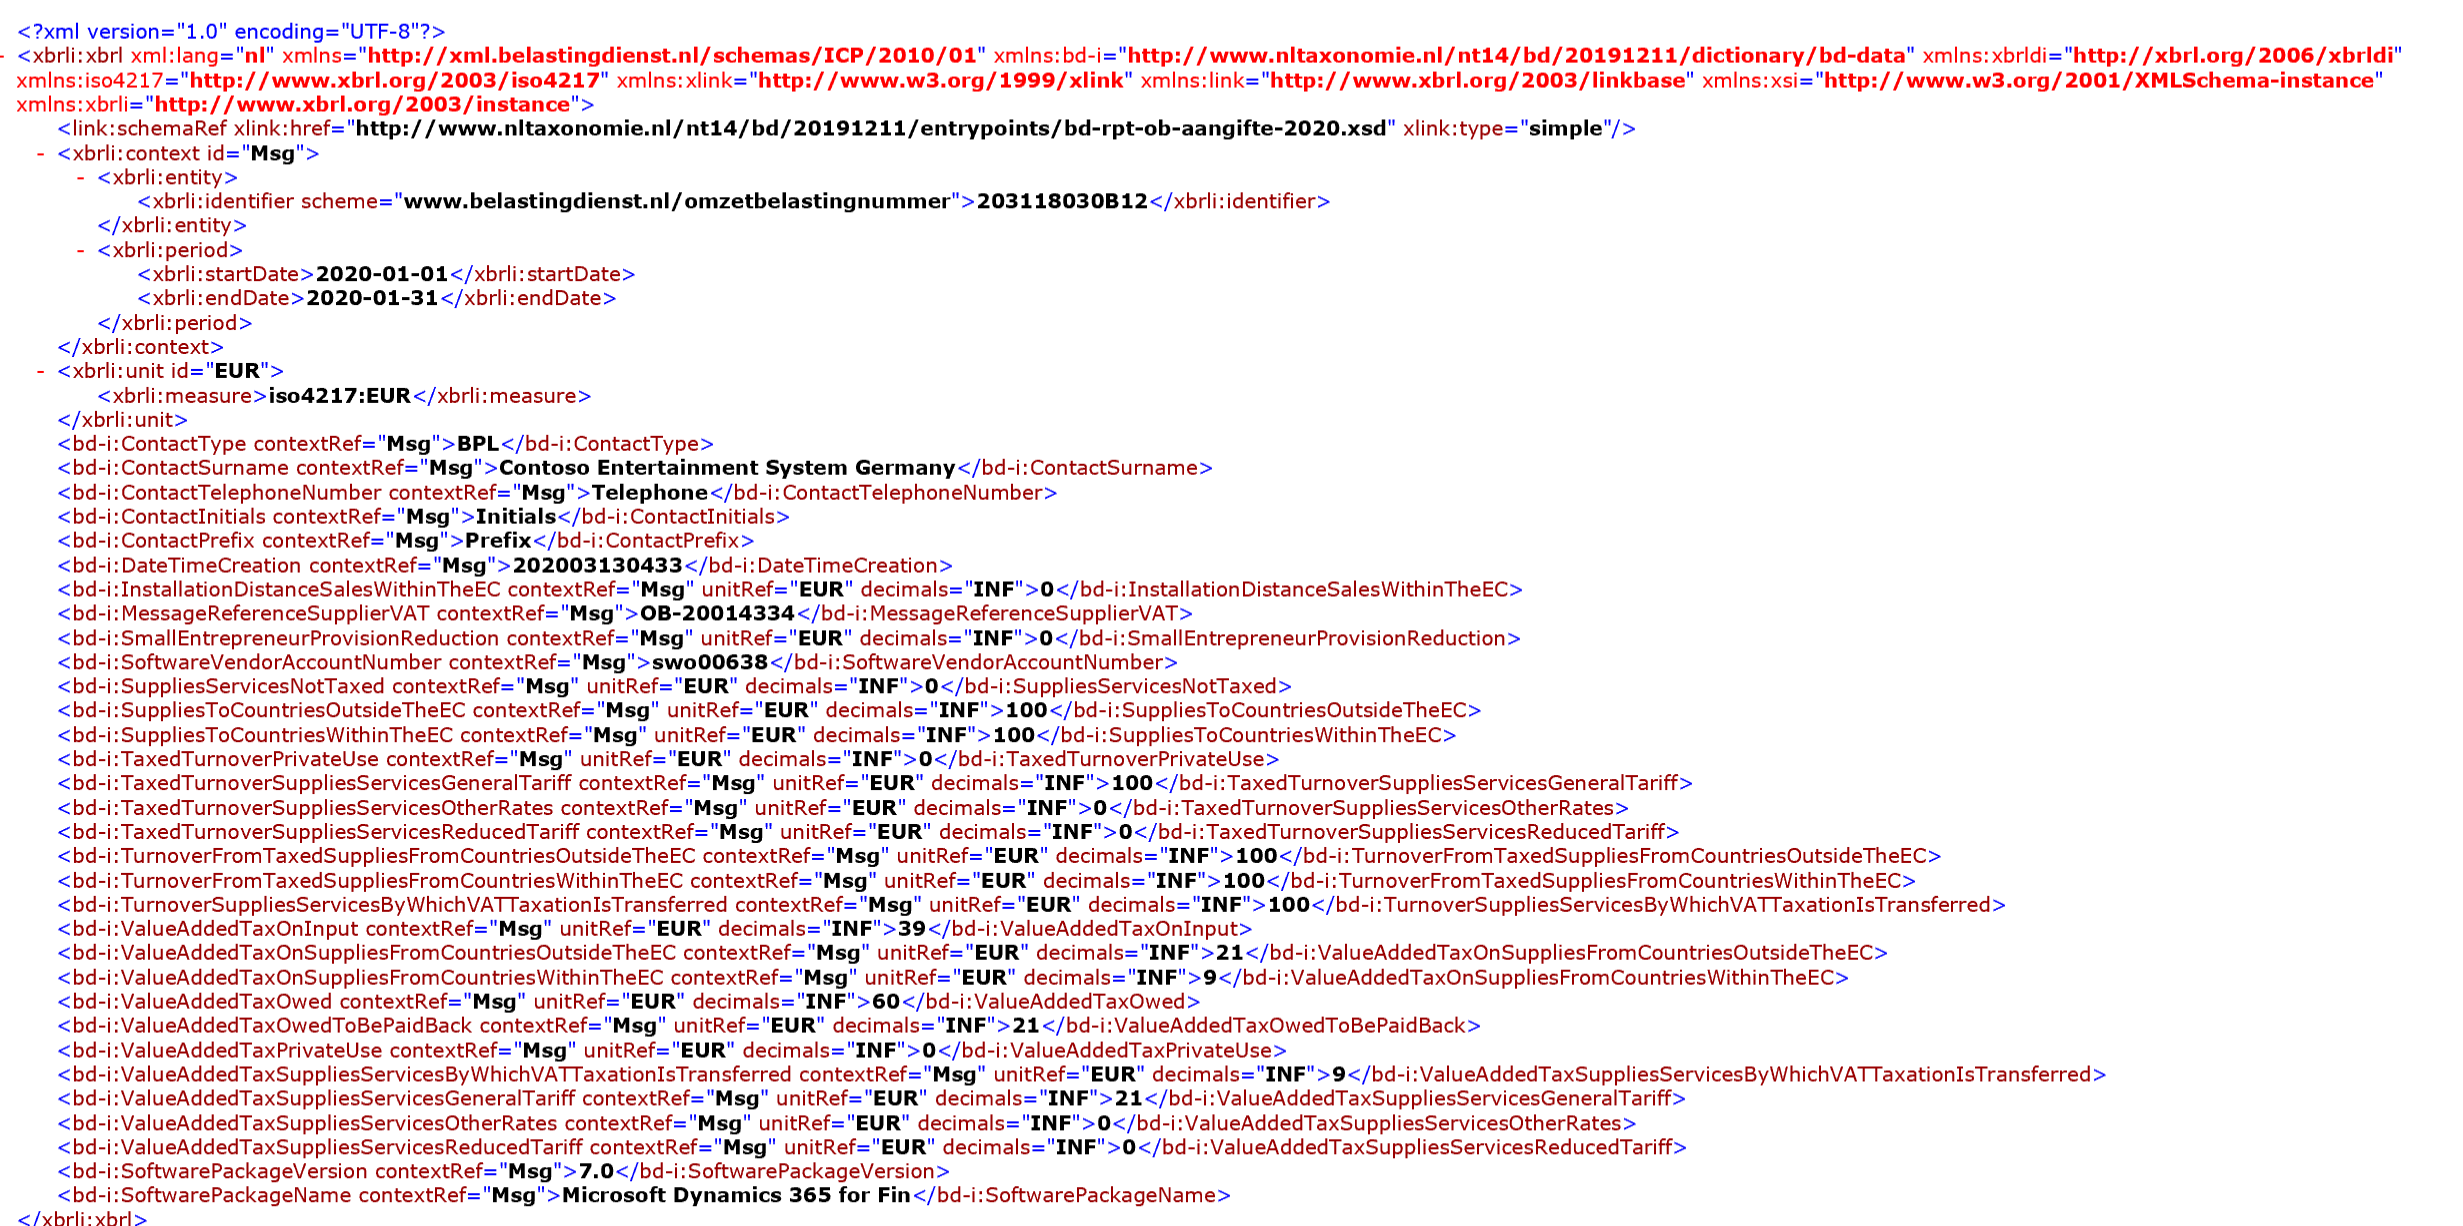 <?xml version="1.0" encoding="UTF-8"?>
- <xbrli:xbrl xml:lang="nl" xmlns="http://xml.belastingdienst.nl/schemas/ICP/2010/01" xmlns:bd-i="http://www.nltaxonomie.nl/nt14/bd/20191211/dictionary/bd-data" xmlns:xbrldi="http://xbrl.org/2006/xbrldi"
xmlns:iso4217="http://www.xbrl.org/2003/iso4217" xmlns:xlink="http://www.w3.org/1999/xlink" xmlns:link="http://www.xbrl.org/2003/linkbase" xmlns:xsi="http://www.w3.org/2001/XMLSchema-instance"
xmlns:xbrli="http://www.xbrl.org/2003/instance">
<link:schemaRef xlink:href="http://www.nltaxonomie.nl/nt14/bd/20191211/entrypoints/bd-rpt-ob-aangifte-2020.xsd" xlink:type="simple"/>
- <xbrli:context id="Msg">
- <xbrli:entity>
<xbrli:identifier scheme="www.belastingdienst.nl/omzetbelastingnummer">203118030B12</xbrli:identifier>
</xbrli:entity>
- <xbrli:period>
<xbrli:startDate>2020-01-01</xbrli:startDate>
<xbrli:endDate>2020-01-31</xbrli:endDate>
</xbrli:period>
</xbrli:context>
- <xbrli:unit id="EUR">
<xbrli:measure>iso4217:EUR</xbrli:measure>
</xbrli:unit>
<bd-i:ContactType contextRef="Msg">BPL</bd-i:ContactType>
<bd-i:ContactSurname contextRef="Msg">Contoso Entertainment System Germany</bd-i:ContactSurname>
<bd-i:ContactTelephoneNumber contextRef="Msg">Telephone</bd-i:ContactTelephoneNumber>
<bd-i:ContactInitials contextRef="Msg">Initials</bd-i:ContactInitials>
<bd-i:ContactPrefix contextRef="Msg">Prefix</bd-i:ContactPrefix>
<bd-i:DateTimeCreation contextRef="Msg">202003130433</bd-i:DateTimeCreation>
<bd-i:InstallationDistanceSalesWithinTheEC contextRef="Msg" unitRef="EUR" decimals="INF">0</bd-i:InstallationDistanceSalesWithinTheEC>
<bd-i:MessageReferenceSupplierVAT contextRef="Msg">OB-20014334</bd-i:MessageReferenceSupplierVAT>
<bd-i:SmallEntrepreneurProvisionReduction contextRef="Msg" unitRef="EUR" decimals="INF">0</bd-i:SmallEntrepreneurProvisionReduction>
<bd-i:SoftwareVendorAccountNumber contextRef="Msg">swo00638</bd-i:SoftwareVendorAccountNumber>
<bd-i:SuppliesServicesNotTaxed contextRef="Msg" unitRef="EUR" decimals="INF">0</bd-i:SuppliesServicesNotTaxed>
<bd-i:SuppliesToCountriesOutsideTheEC contextRef="Msg" unitRef="EUR" decimals="INF">100</bd-i:SuppliesToCountriesOutsideTheEC>
<bd-i:SuppliesToCountriesWithinTheEC contextRef="Msg" unitRef="EUR" decimals="INF">100</bd-i:SuppliesToCountriesWithinTheEC>
<bd-i:TaxedTurnoverPrivateUse contextRef="Msg" unitRef="EUR" decimals="INF">0</bd-i:TaxedTurnoverPrivateUse>
<bd-i:TaxedTurnoverSuppliesServicesGeneralTariff contextRef="Msg" unitRef="EUR" decimals="INF">100</bd-i:TaxedTurnoverSuppliesServicesGeneralTariff>
<bd-i:TaxedTurnoverSuppliesServicesOtherRates contextRef="Msg" unitRef="EUR" decimals="INF">0</bd-i:TaxedTurnoverSuppliesServicesOtherRates>
<bd-i:TaxedTurnoverSuppliesServicesReducedTariff contextRef="Msg" unitRef="EUR" decimals="INF">0</bd-i:TaxedTurnoverSuppliesServicesReducedTariff>
<bd-i:TurnoverFromTaxedSuppliesFromCountriesOutsideTheEC contextRef="Msg" unitRef="EUR" decimals="INF">100</bd-i:TurnoverFromTaxedSuppliesFromCountriesOutsideTheEC>
<bd-i:TurnoverFromTaxedSuppliesFromCountriesWithinTheEC contextRef="Msg" unitRef="EUR" decimals="INF">100</bd-i:TurnoverFromTaxedSuppliesFromCountriesWithinTheEC>
<bd-i:TurnoverSuppliesServicesByWhichVATTaxationIsTransferred contextRef="Msg" unitRef="EUR" decimals="INF">100</bd-i:TurnoverSuppliesServicesByWhichVATTaxationIsTransferred>
<bd-i:ValueAddedTaxOnInput contextRef="Msg" unitRef="EUR" decimals="INF">39</bd-i:ValueAddedTaxOnInput>
<bd-i:ValueAddedTaxOnSuppliesFromCountriesOutsideTheEC contextRef="Msg" unitRef="EUR" decimals="INF">21</bd-i:ValueAddedTaxOnSuppliesFromCountriesOutsideTheEC>
<bd-i:ValueAddedTaxOnSuppliesFromCountriesWithinTheEC contextRef="Msg" unitRef="EUR" decimals="INF">9</bd-i:ValueAddedTaxOnSuppliesFromCountriesWithinTheEC>
<bd-i:ValueAddedTaxOwed contextRef="Msg" unitRef="EUR" decimals="INF">60</bd-i:ValueAddedTaxOwed>
<bd-i:ValueAddedTaxOwedToBePaidBack contextRef="Msg" unitRef="EUR" decimals="INF">21</bd-i:ValueAddedTaxOwedToBePaidBack>
<bd-i:ValueAddedTaxPrivateUse contextRef="Msg" unitRef="EUR" decimals="INF">0</bd-i:ValueAddedTaxPrivateUse>
<bd-i:ValueAddedTaxSuppliesServicesByWhichVATTaxationIsTransferred contextRef="Msg" unitRef="EUR" decimals="INF">9</bd-i:ValueAddedTaxSuppliesServicesByWhichVATTaxationIsTransferred>
<bd-i:ValueAddedTaxSuppliesServicesGeneralTariff contextRef="Msg" unitRef="EUR" decimals="INF">21</bd-i:ValueAddedTaxSuppliesServicesGeneralTariff>
<bd-i:ValueAddedTaxSuppliesServicesOtherRates contextRef="Msg" unitRef="EUR" decimals="INF">0</bd-i:ValueAddedTaxSuppliesServicesOtherRates>
<bd-i:ValueAddedTaxSuppliesServicesReducedTariff contextRef="Msg" unitRef="EUR" decimals="INF">0</bd-i:ValueAddedTaxSuppliesServicesReducedTariff>
<bd-i:SoftwarePackageVersion contextRef="Msg">7.0</bd-i:SoftwarePackageVersion>
<bd-i:SoftwarePackageName contextRef="Msg">Microsoft Dynamics 365 for Fin</bd-i:SoftwarePackageName>
</xbrli:xbrl>